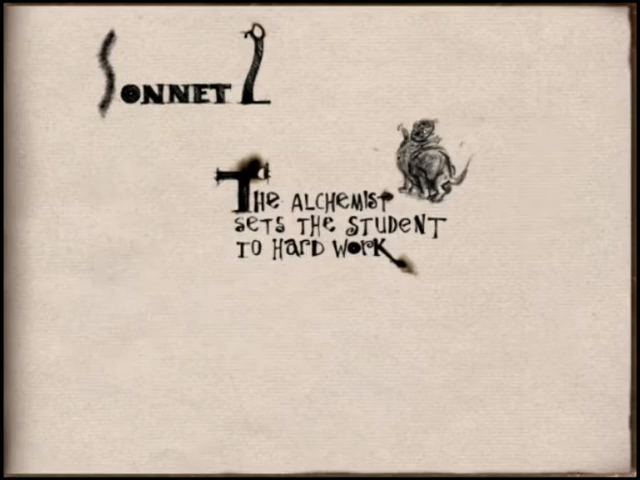 SONNET 2
THE ALCHEMIST
SETS THE STUDENT
TO HARD WORK